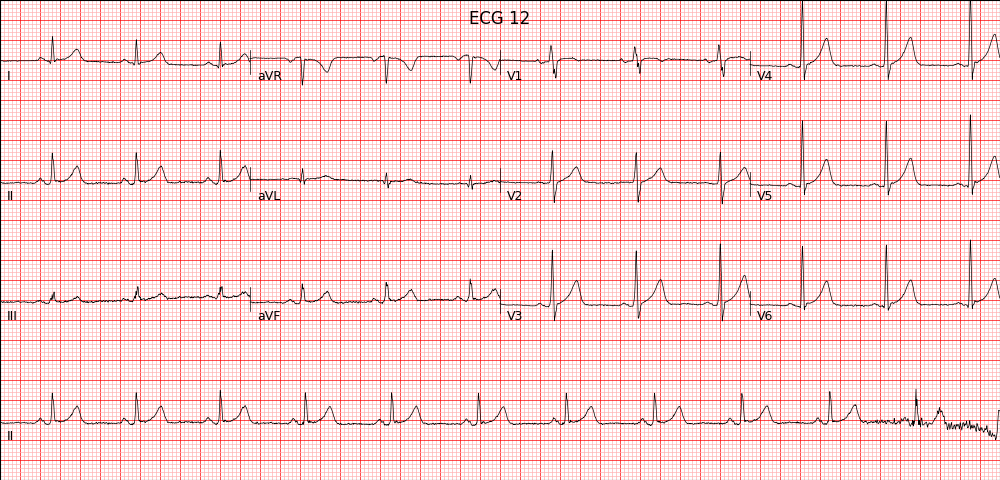 ECG 12
I aVR V1 V4
II aVL V2 V5
III aVF V3 V6
II